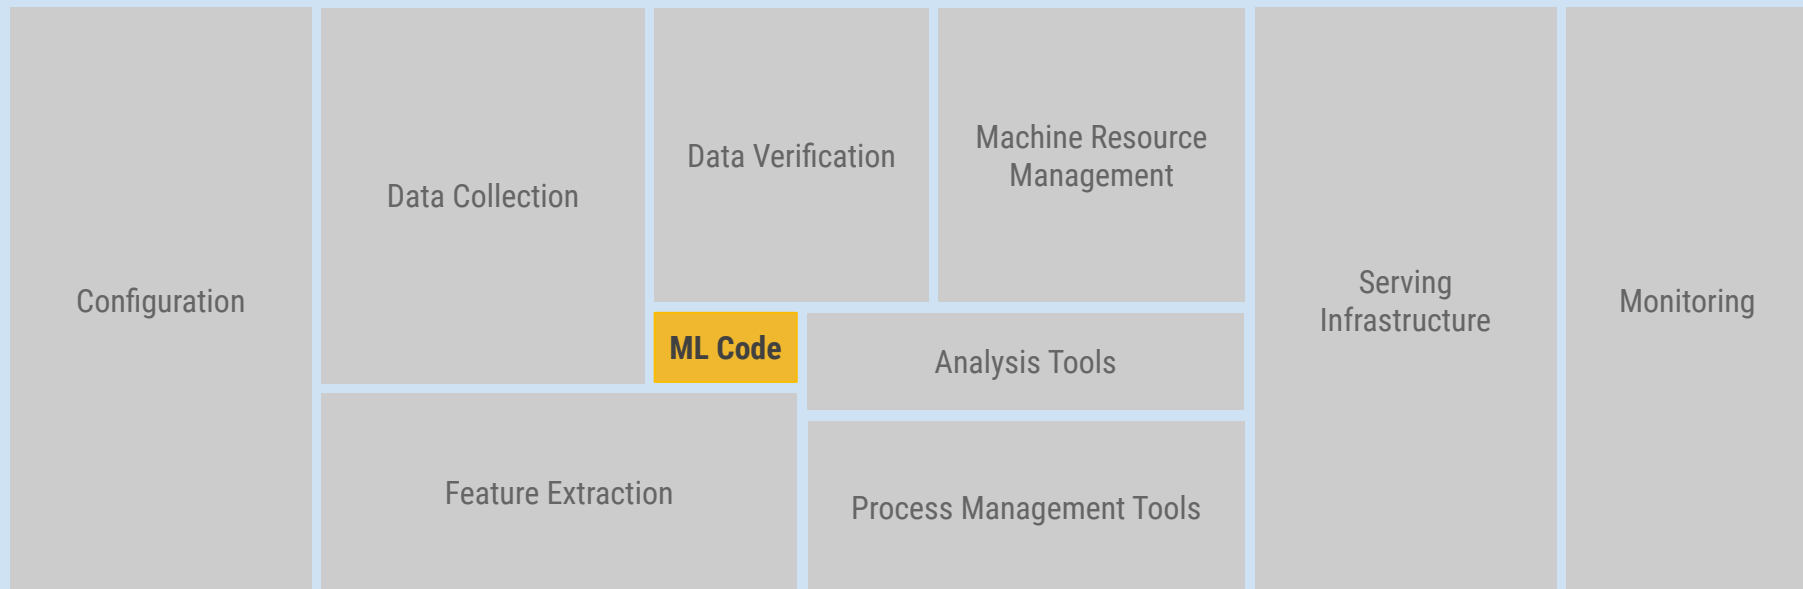 Configuration
Data Collection
Data Verification
Machine Resource
Management
ML Code
Analysis Tools
Feature Extraction
Process Management Tools
Serving
Infrastructure
Monitoring